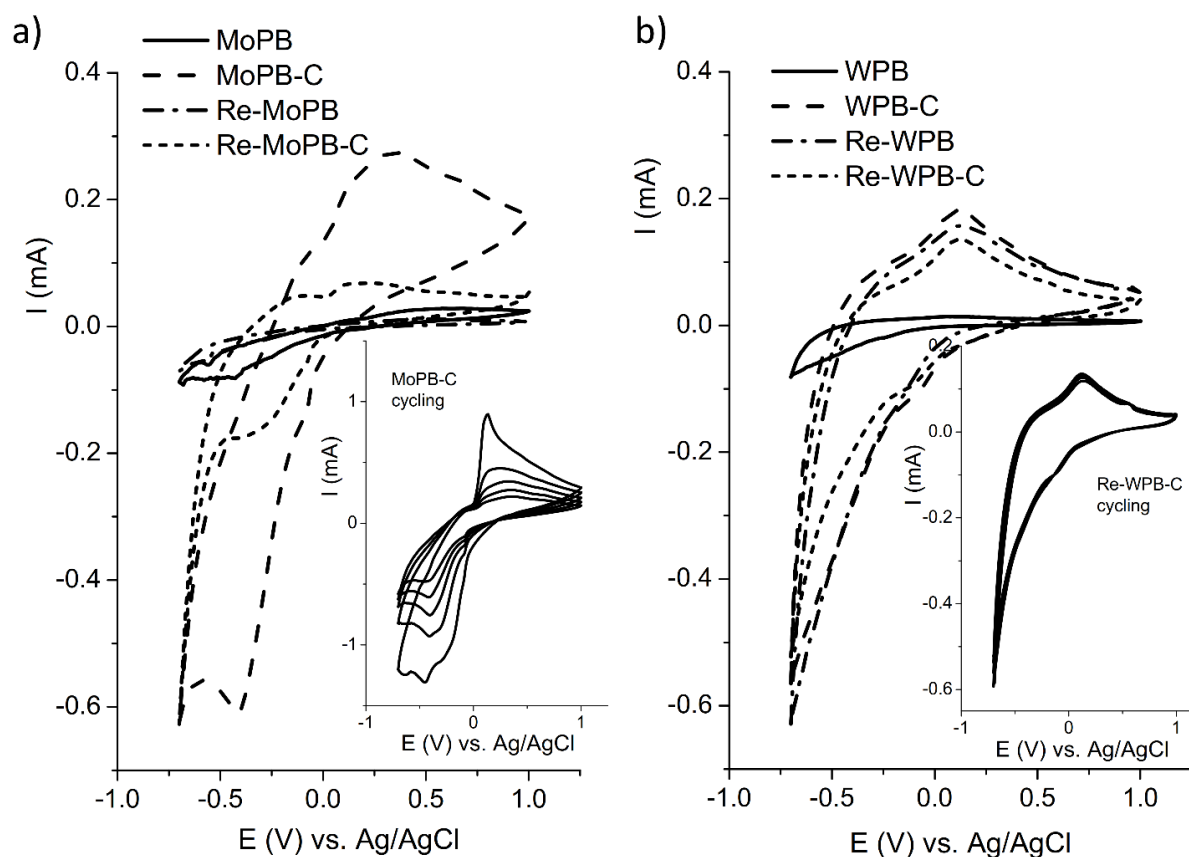 a)
MoPB
MoPB-C
Re-MoPB
Re-MoPB-C
0.4
0.2
0.0
-0.2
-0.4
-0.6
I (mA)
-1.0 -0.5 0.0 0.5 1.0
E (V) vs. Ag/AgCl
MoPB-C
cycling
1
0
-1
I (mA)
-1 0 1
E (V) vs. Ag/AgCl
b)
WPB
WPB-C
Re-WPB
Re-WPB-C
0.4
0.2
0.0
-0.2
-0.4
-0.6
I (mA)
-1.0 -0.5 0.0 0.5 1.0
E (V) vs. Ag/AgCl
0.2
0.0
-0.2
-0.4
-0.6
I (mA)
Re-WPB-C
cycling
-1 0 1
E (V) vs. Ag/AgCl